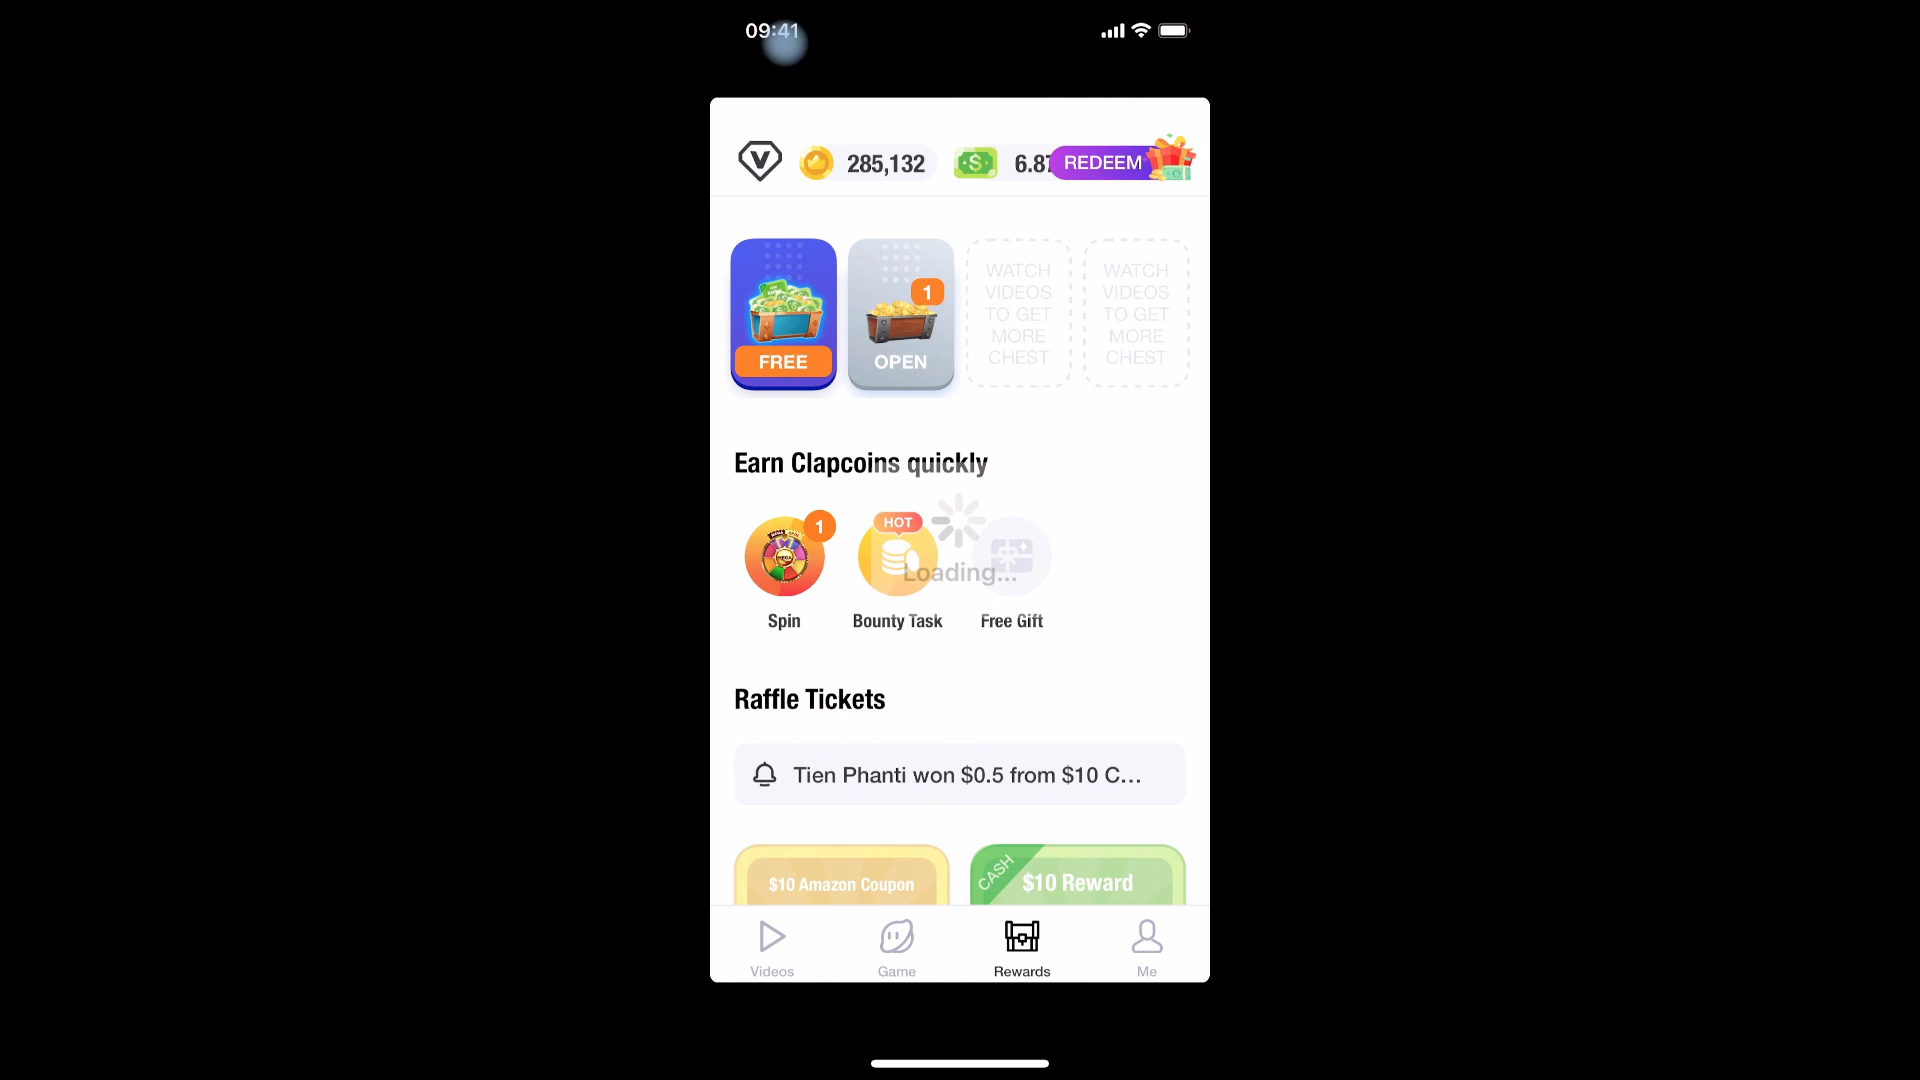 09:41
V 285,132 $ 6.87 REDEEM
FREE
1
OPEN
WATCH
VIDEOS
TO GET
MORE
CHEST
WATCH
VIDEOS
TO GET
MORE
CHEST
Earn Clapcoins quickly
1
HOT
Loading...
Spin
Bounty Task
Free Gift
Raffle Tickets
Tien Phanti won $0.5 from $10 C...
$10 Amazon Coupon
CASH
$10 Reward
Videos
Game
Rewards
Me